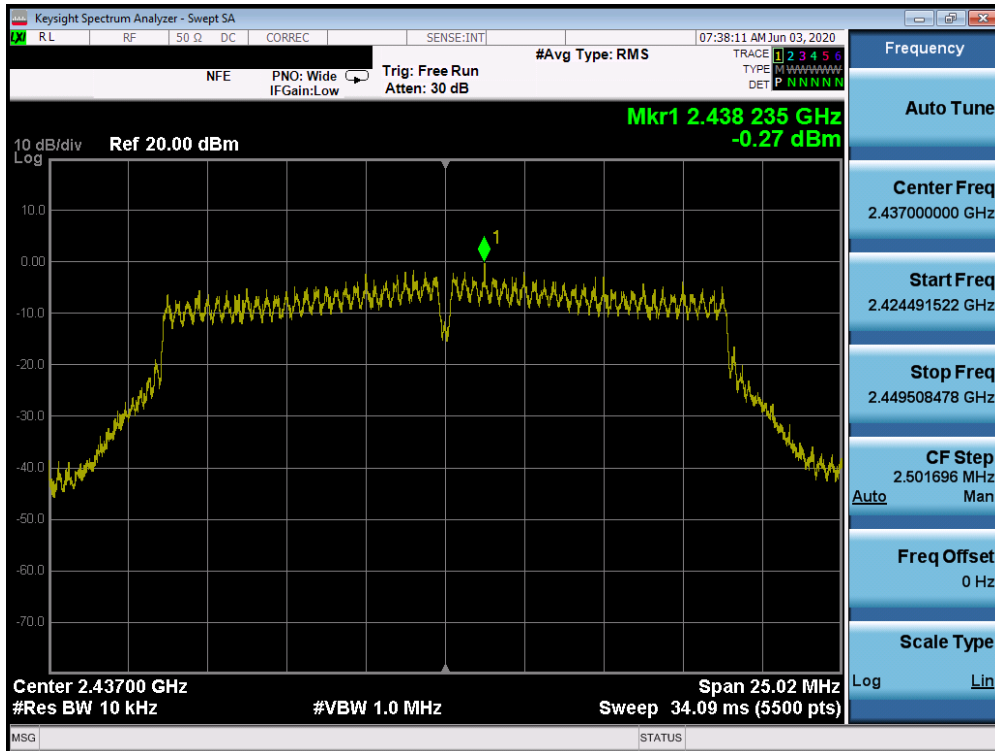 Keysight Spectrum Analyzer - Swept SA
LXI RL RF 50 Ω DC CORREC SENSE:INT 07:38:11 AM Jun 03, 2020
NFE PNO: Wide Trig: Free Run #Avg Type: RMS TRACE 1 2 3 4 5 6
IFGain:Low Atten: 30 dB TYPE M WWWWW
DET P N N N N N
Mkr1 2.438 235 GHz
-0.27 dBm
10 dB/div Ref 20.00 dBm
Log
1
10.0
0.00
-10.0
-20.0
-30.0
-40.0
-50.0
-60.0
-70.0
Center 2.43700 GHz Span 25.02 MHz
#Res BW 10 kHz #VBW 1.0 MHz Sweep 34.09 ms (5500 pts)
MSG STATUS
Frequency
Auto Tune
Center Freq
2.437000000 GHz
Start Freq
2.424491522 GHz
Stop Freq
2.449508478 GHz
CF Step
2.501696 MHz
Auto Man
Freq Offset
0 Hz
Scale Type
Log Lin